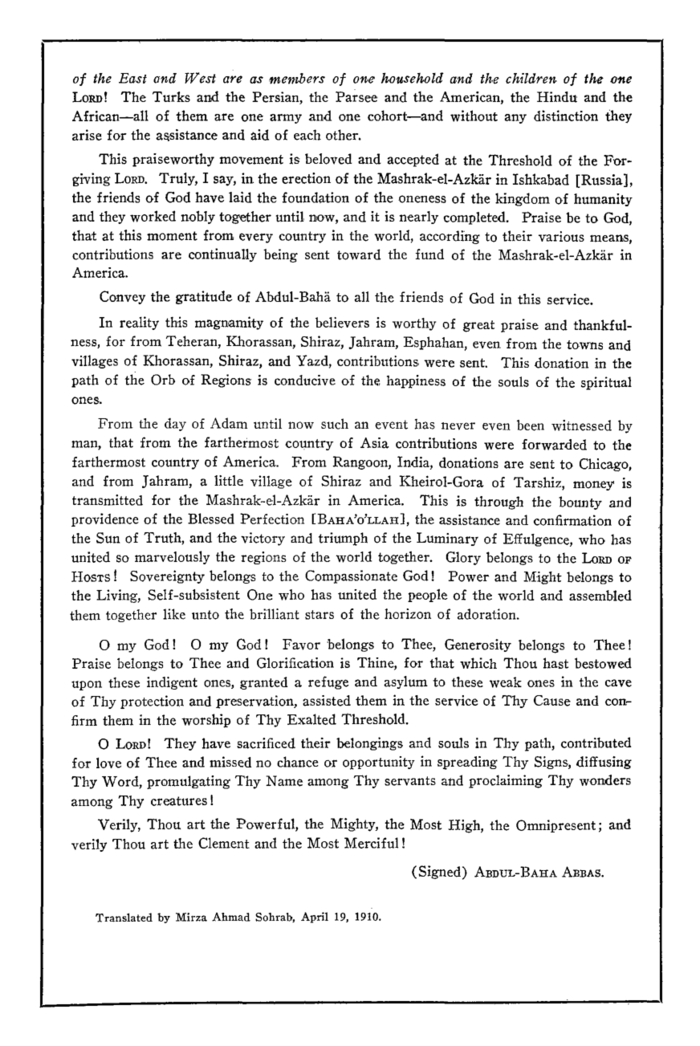 of the East and West are as members of one household and the children of the one
LORD! The Turks and the Persian, the Parsee and the American, the Hindu and the
African—all of them are one army and one cohort—and without any distinction they
arise for the assistance and aid of each other.
This praiseworthy movement is beloved and accepted at the Threshold of the For-
giving LORD. Truly, I say, in the erection of the Mashrak-el-Azkär in Ishkabad [Russia],
the friends of God have laid the foundation of the oneness of the kingdom of humanity
and they worked nobly together until now, and it is nearly completed. Praise be to God,
that at this moment from every country in the world, according to their various means,
contributions are continually being sent toward the fund of the Mashrak-el-Azkär in
America.
Convey the gratitude of Abdul-Bahä to all the friends of God in this service.
In reality this magnamity of the believers is worthy of great praise and thankful-
ness, for from Teheran, Khorassan, Shiraz, Jahram, Esphahan, even from the towns and
villages of Khorassan, Shiraz, and Yazd, contributions were sent. This donation in the
path of the Orb of Regions is conducive of the happiness of the souls of the spiritual
ones.
From the day of Adam until now such an event has never even been witnessed by
man, that from the farthermost country of Asia contributions were forwarded to the
farthermost country of America. From Rangoon, India, donations are sent to Chicago,
and from Jahram, a little village of Shiraz and Kheirol-Gora of Tarshiz, money is
transmitted for the Mashrak-el-Azkär in America. This is through the bounty and
providence of the Blessed Perfection [BAHA'O'LLAH], the assistance and confirmation of
the Sun of Truth, and the victory and triumph of the Luminary of Effulgence, who has
united so marvelously the regions of the world together. Glory belongs to the LORD OF
HOSTS! Sovereignty belongs to the Compassionate God! Power and Might belongs to
the Living, Self-subsistent One who has united the people of the world and assembled
them together like unto the brilliant stars of the horizon of adoration.
O my God! O my God! Favor belongs to Thee, Generosity belongs to Thee!
Praise belongs to Thee and Glorification is Thine, for that which Thou hast bestowed
upon these indigent ones, granted a refuge and asylum to these weak ones in the cave
of Thy protection and preservation, assisted them in the service of Thy Cause and con-
firm them in the worship of Thy Exalted Threshold.
O LORD! They have sacrificed their belongings and souls in Thy path, contributed
for love of Thee and missed no chance or opportunity in spreading Thy Signs, diffusing
Thy Word, promulgating Thy Name among Thy servants and proclaiming Thy wonders
among Thy creatures!
Verily, Thou art the Powerful, the Mighty, the Most High, the Omnipresent; and
verily Thou art the Clement and the Most Merciful!
(Signed) ABDUL-BAHA ABBAS.
Translated by Mirza Ahmad Sohrab, April 19, 1910.